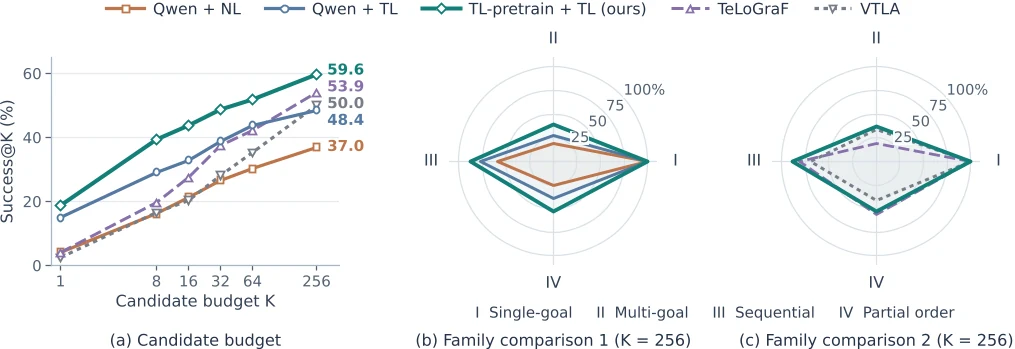 Qwen + NL Qwen + TL TL-pretrain + TL (ours) TeLoGraF VTLA
Success@K (%)
60
40
20
0
59.6
53.9
50.0
48.4
37.0
1 8 16 32 64 256
Candidate budget K
(a) Candidate budget
II
100%
75
50
25
III I
IV
II
100%
75
50
25
III I
IV
I Single-goal II Multi-goal III Sequential IV Partial order
(b) Family comparison 1 (K = 256)
(c) Family comparison 2 (K = 256)